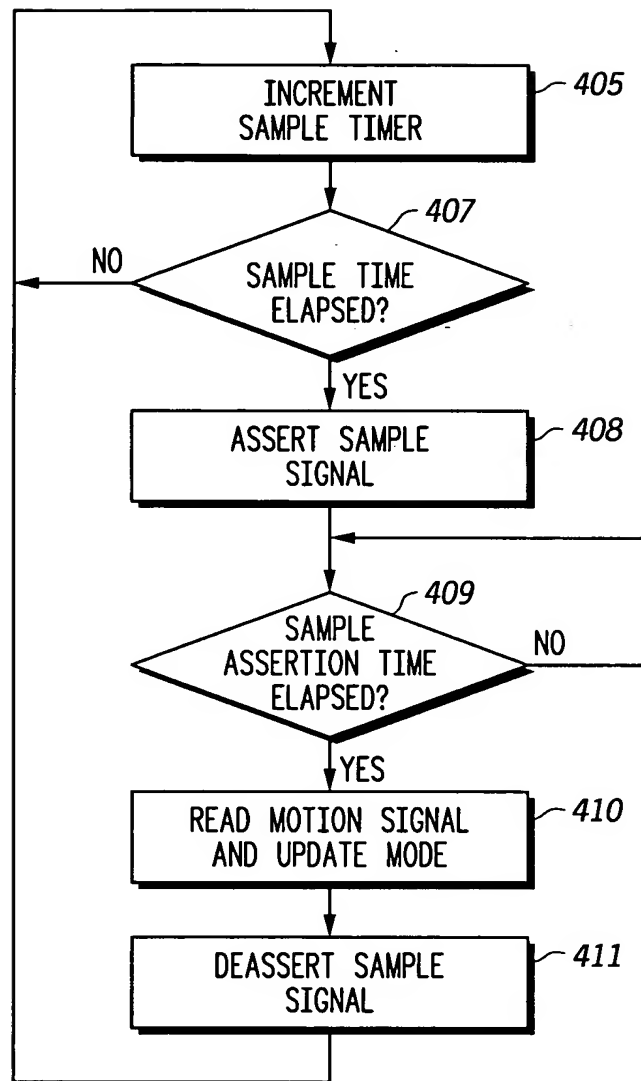 INCREMENT
SAMPLE TIMER
405
407
NO
SAMPLE TIME
ELAPSED?
YES
ASSERT SAMPLE
SIGNAL
408
409
SAMPLE
ASSERTION TIME
ELAPSED?
NO
YES
READ MOTION SIGNAL
AND UPDATE MODE
410
DEASSERT SAMPLE
SIGNAL
411